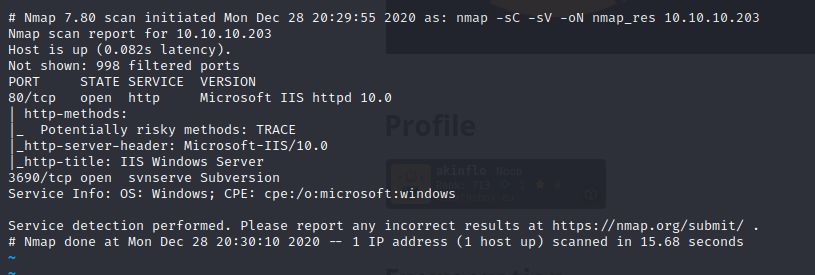 # Nmap 7.80 scan initiated Mon Dec 28 20:29:55 2020 as: nmap -sC -sV -oN nmap_res 10.10.10.203
Nmap scan report for 10.10.10.203
Host is up (0.082s latency).
Not shown: 998 filtered ports
PORT     STATE SERVICE  VERSION
80/tcp   open  http     Microsoft IIS httpd 10.0
| http-methods:
|_  Potentially risky methods: TRACE
|_http-server-header: Microsoft-IIS/10.0
|_http-title: IIS Windows Server
3690/tcp open  svnserve Subversion
Service Info: OS: Windows; CPE: cpe:/o:microsoft:windows
Service detection performed. Please report any incorrect results at https://nmap.org/submit/ .
# Nmap done at Mon Dec 28 20:30:10 2020 -- 1 IP address (1 host up) scanned in 15.68 seconds
~
~
Profile
akinflo Noob